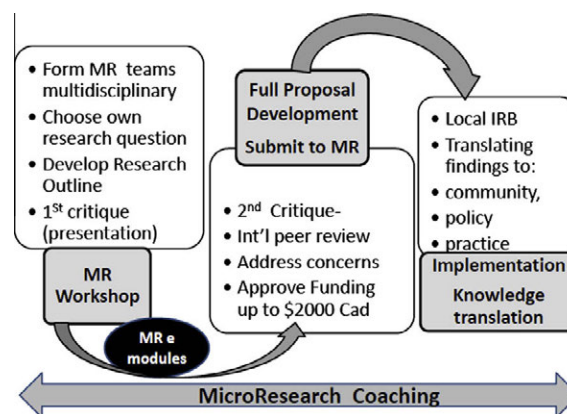 • Form MR teams
multidisciplinary
• Choose own
research question
• Develop Research
Outline
• 1st critique
(presentation)
MR
Workshop
MR e
modules
Full Proposal
Development
Submit to MR
• 2nd Critique-
• Int'l peer review
• Address concerns
• Approve Funding
up to $2000 Cad
• Local IRB
• Translating
findings to:
• community,
• policy
• practice
Implementation
Knowledge
translation
MicroResearch Coaching